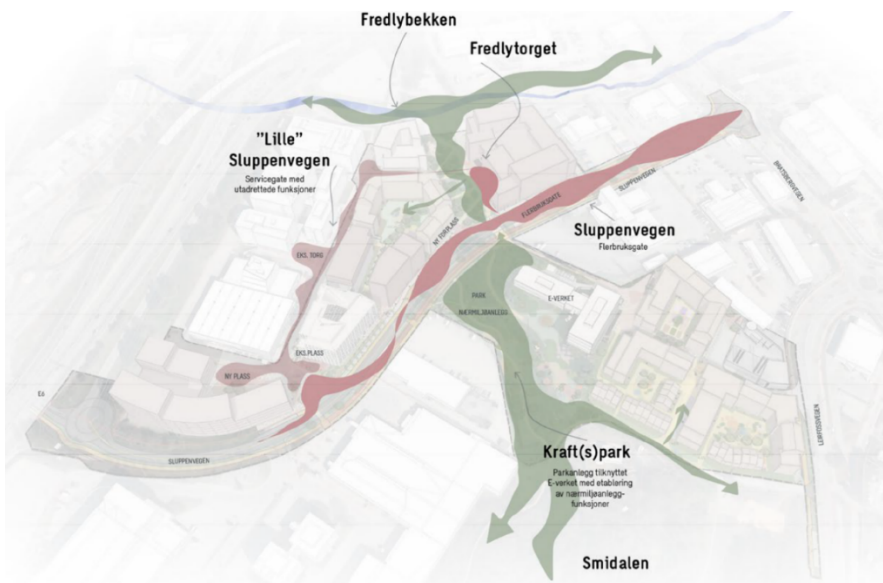 Fredlybekken
Fredlytorget
"Lille"
Sluppenvegen
Servicegate med
utadrettede funksjoner
FLERBRUKSGATE
SLUPPENVEGEN
NY FORPLASS
Sluppenvegen
Flerbruksgate
EKS. TORG
PARK
NÆRMILJØANLEGG
E-VERKET
EKS.PLASS
NY PLASS
E6
SLUPPENVEGEN
Kraft(s)park
Parkanlegg tilknyttet
E-verket med etablering
av nærmiljøanlegg-
funksjoner
Smidalen